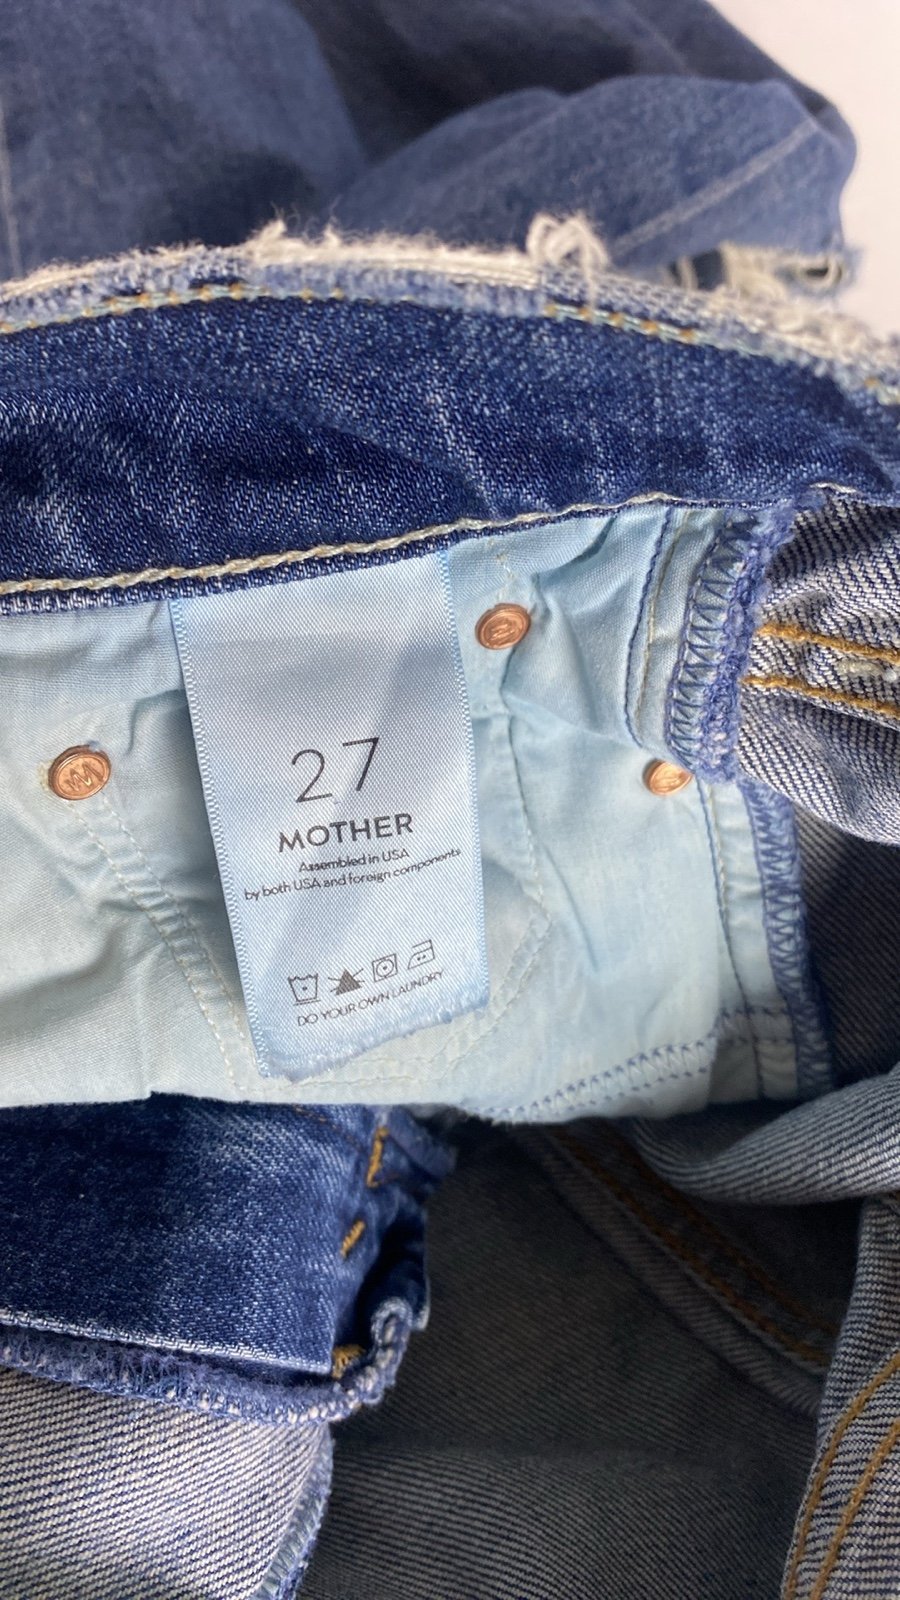 27
MOTHER
Assembled in USA
by both USA and foreign components
DO YOUR OWN LAUNDRY